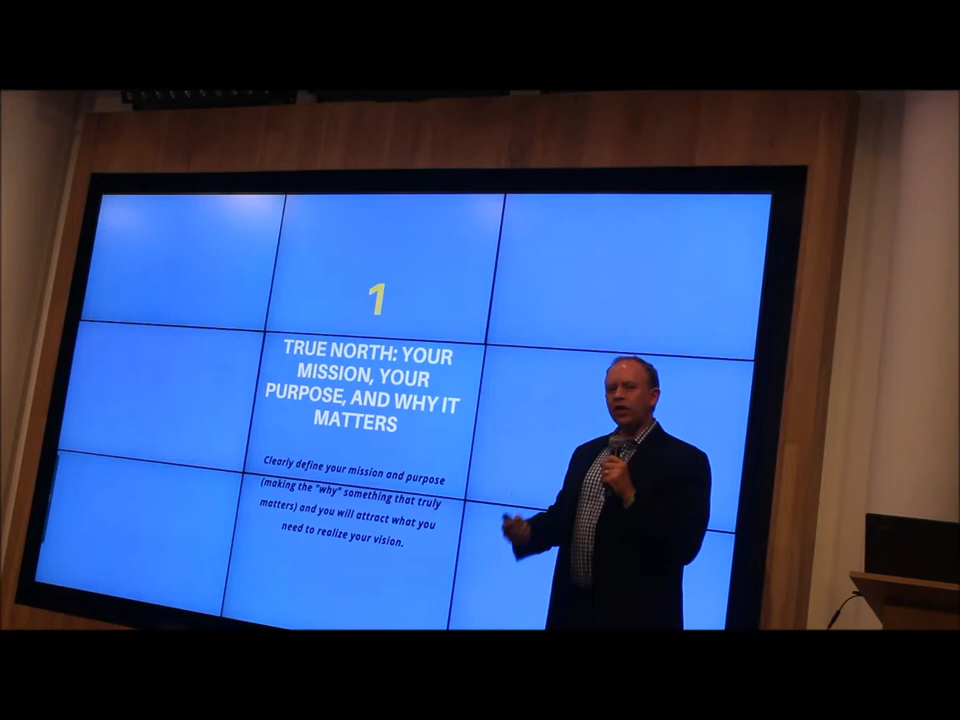 1
TRUE NORTH: YOUR
MISSION, YOUR
PURPOSE, AND WHY IT
MATTERS
Clearly define your mission and purpose
(making the "why" something that truly
matters) and you will attract what you
need to realize your vision.